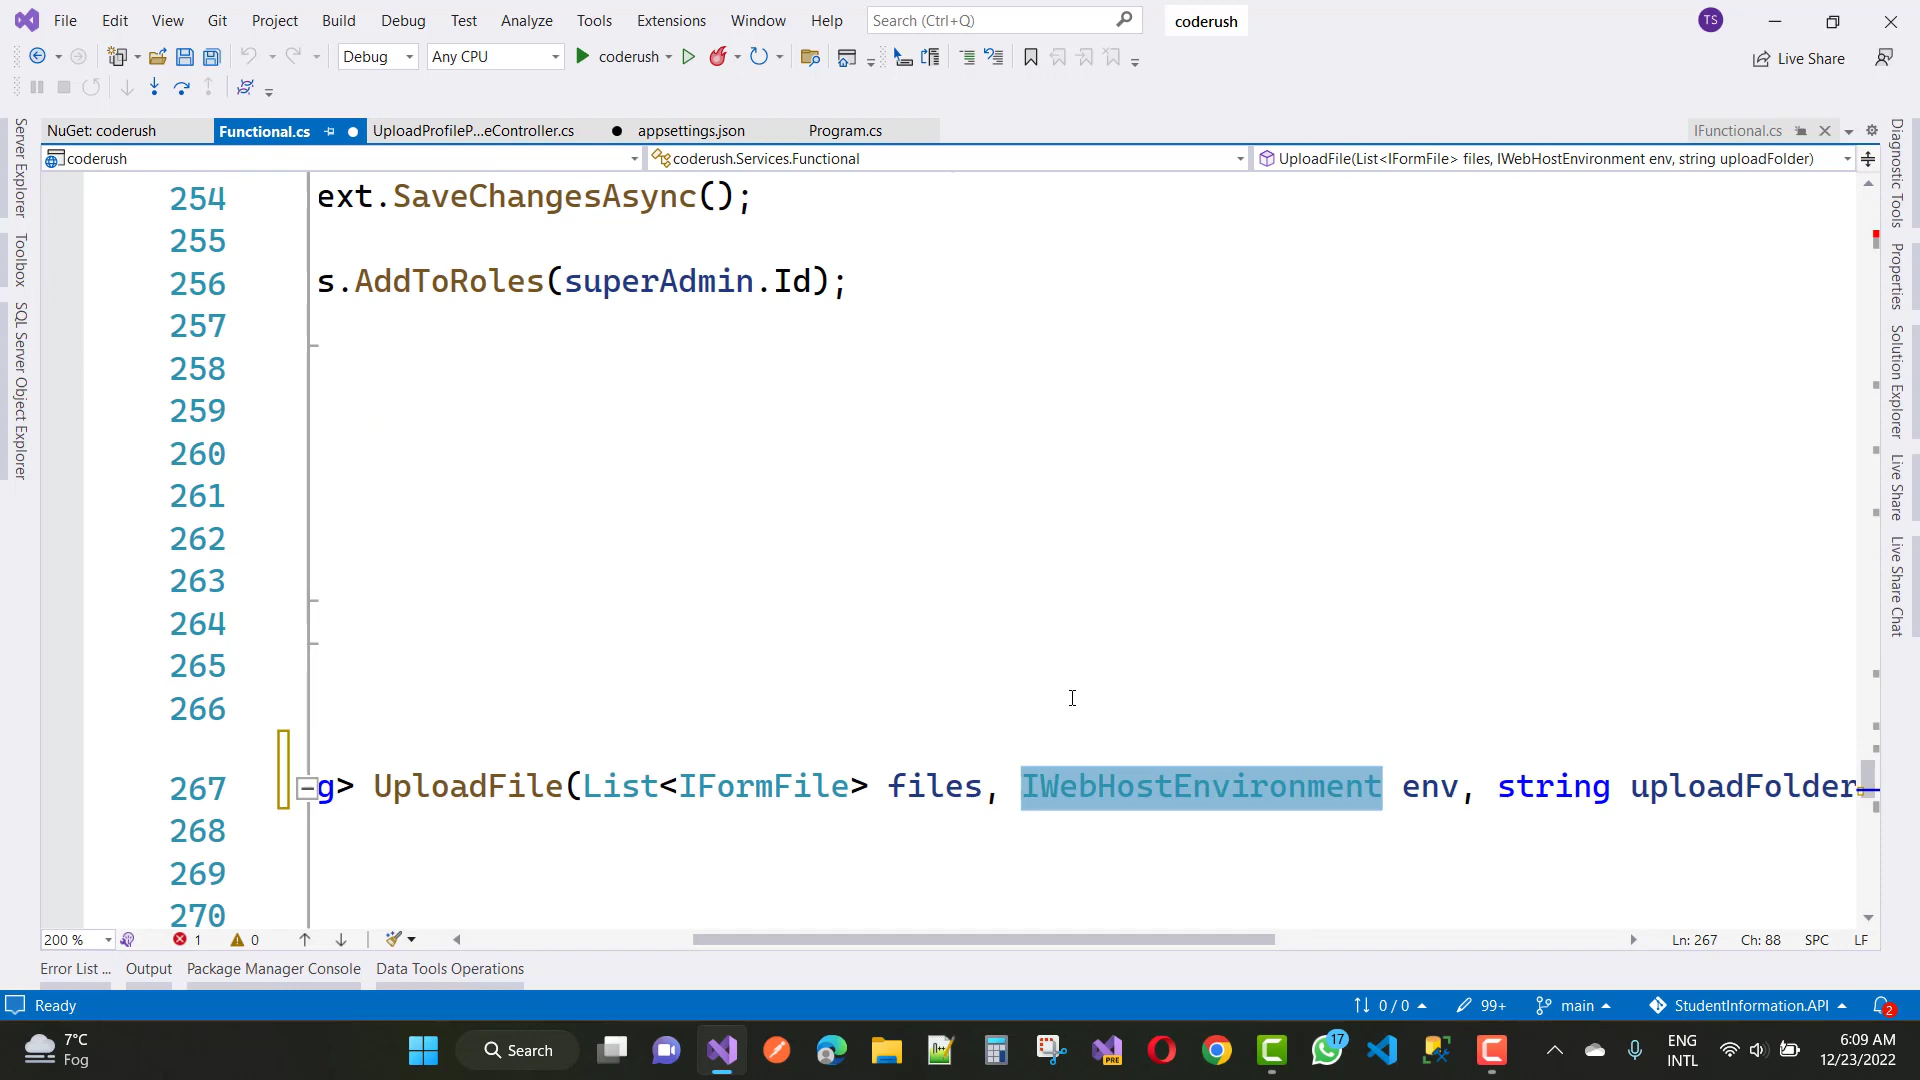 File Edit View Git Project Build Debug Test Analyze Tools Extensions Window Help Search (Ctrl+Q) coderush TS
Debug Any CPU coderush Live Share
NuGet: coderush Functional.cs UploadProfileP...eController.cs appsettings.json Program.cs IFunctional.cs
coderush coderush.Services.Functional UploadFile(List<IFormFile> files, IWebHostEnvironment env, string uploadFolder)
Server Explorer
Toolbox
SQL Server Object Explorer
254 ext.SaveChangesAsync();
255
256 s.AddToRoles(superAdmin.Id);
257
258
259
260
261
262
263
264
265
266
267 g> UploadFile(List<IFormFile> files, IWebHostEnvironment env, string uploadFolder
268
269
270
Diagnostic Tools
Properties
Solution Explorer
Live Share
Live Share Chat
200 % 1 0 Ln: 267 Ch: 88 SPC LF
Error List ... Output Package Manager Console Data Tools Operations
Ready 0 / 0 99+ main StudentInformation.API 2
7°C
Fog
Search
PRE
17
ENG
INTL
6:09 AM
12/23/2022